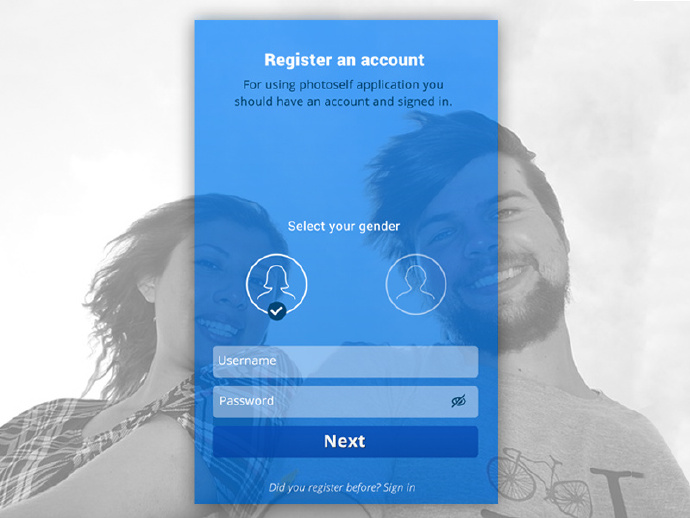 Register an account
For using photoself application you
should have an account and signed in.
Select your gender
Username
Password
Next
Did you register before? Sign in